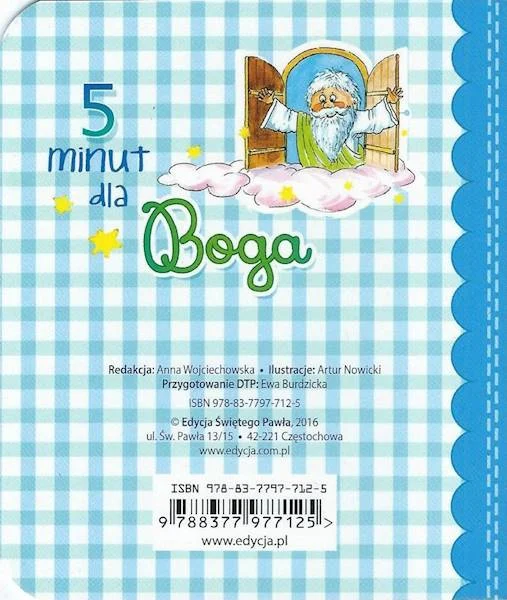 5
minut
dla
Boga
Redakcja: Anna Wojciechowska • Ilustracje: Artur Nowicki
Przygotowanie DTP: Ewa Burdzicka
ISBN 978-83-7797-712-5
© Edycja Świętego Pawła, 2016
ul. Św. Pawła 13/15 • 42-221 Częstochowa
www.edycja.com.pl
ISBN 978-83-7797-712-5
9 788377 977125 >
www.edycja.pl